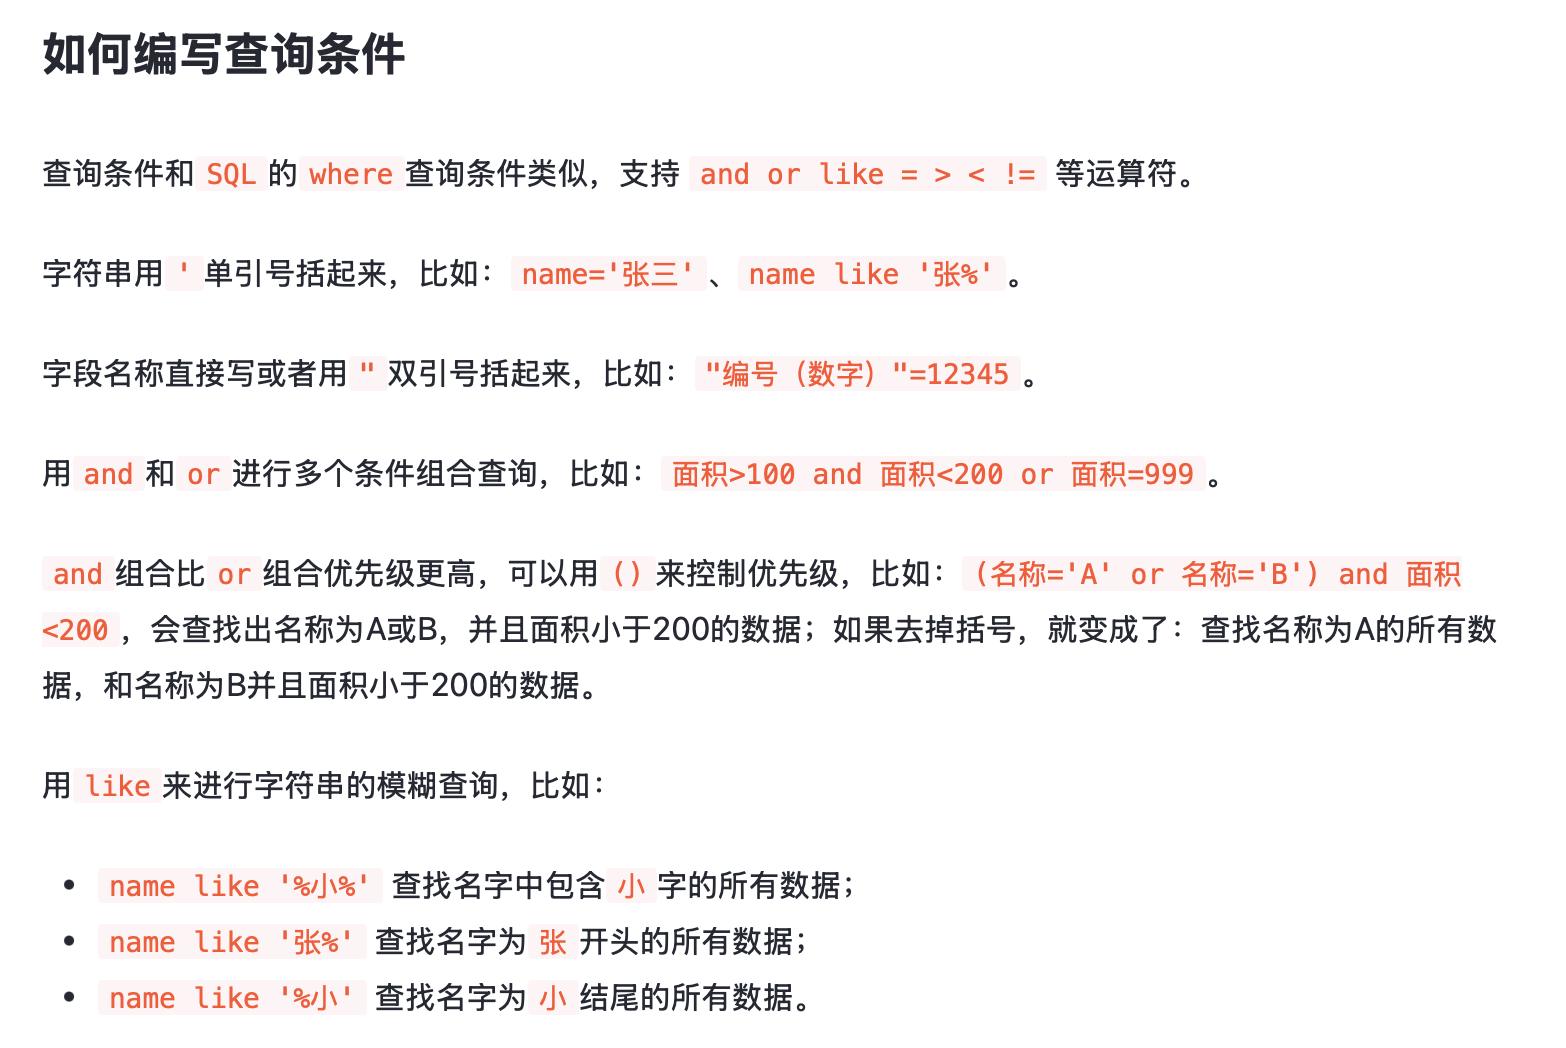 如何编写查询条件
查询条件和 SQL 的 where 查询条件类似，支持 and or like = > < != 等运算符。
字符串用 ' 单引号括起来，比如： name='张三' 、 name like '张%' 。
字段名称直接写或者用 " 双引号括起来，比如： "编号（数字）"=12345 。
用 and 和 or 进行多个条件组合查询，比如： 面积>100 and 面积<200 or 面积=999 。
and 组合比 or 组合优先级更高，可以用 () 来控制优先级，比如： (名称='A' or 名称='B') and 面积
<200 ，会查找出名称为A或B，并且面积小于200的数据；如果去掉括号，就变成了：查找名称为A的所有数
据，和名称为B并且面积小于200的数据。
用 like 来进行字符串的模糊查询，比如：
• name like '%小%' 查找名字中包含 小 字的所有数据；
• name like '张%' 查找名字为 张 开头的所有数据；
• name like '%小' 查找名字为 小 结尾的所有数据。